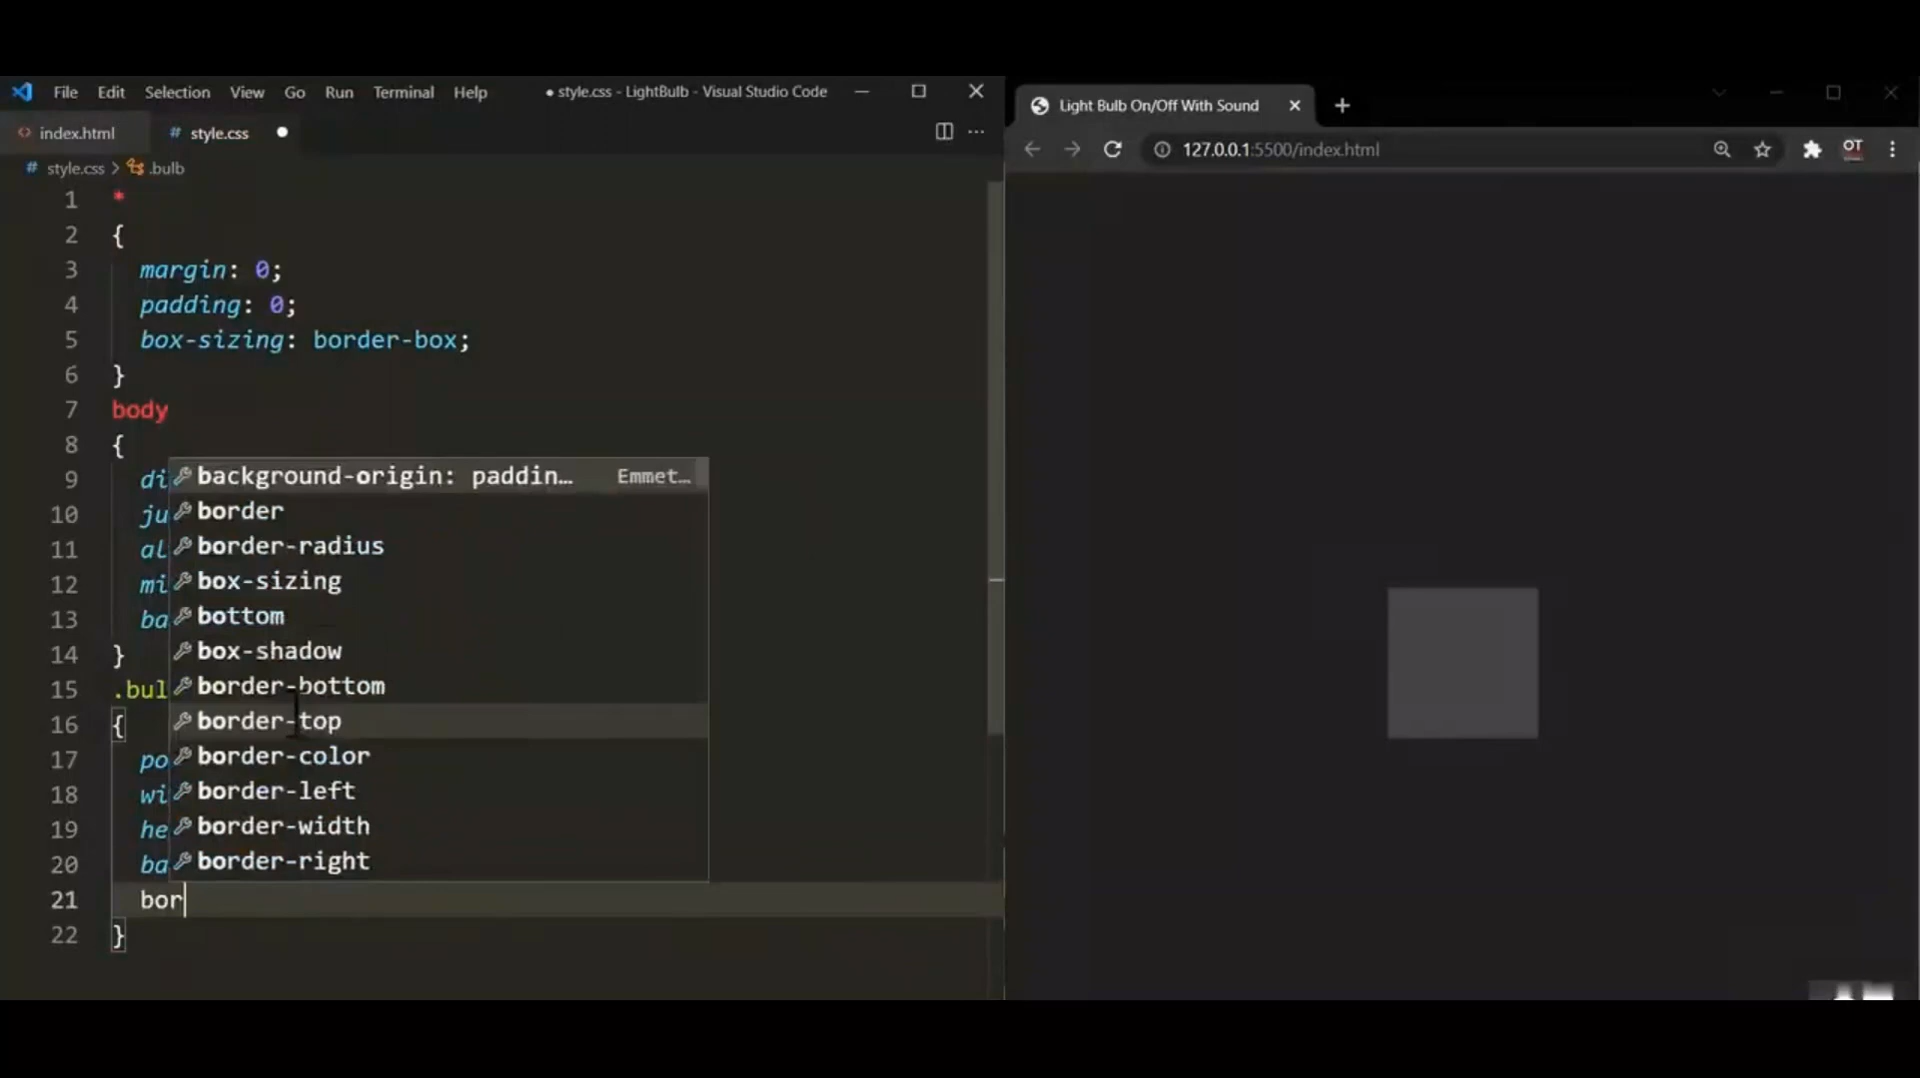 File Edit Selection View Go Run Terminal Help ● style.css - LightBulb - Visual Studio Code
index.html # style.css ●
# style.css > .bulb
1 *
2 {
3 margin: 0;
4 padding: 0;
5 box-sizing: border-box;
6 }
7 body
8 {
9 di
10 ju
11 al
12 mi
13 ba
14 }
15 .bul
16 {
17 po
18 wi
19 he
20 ba
21 bor
22 }
background-origin: paddin… Emmet…
border
border-radius
box-sizing
bottom
box-shadow
border-bottom
border-top
border-color
border-left
border-width
border-right
Light Bulb On/Off With Sound
127.0.0.1:5500/index.html
OT